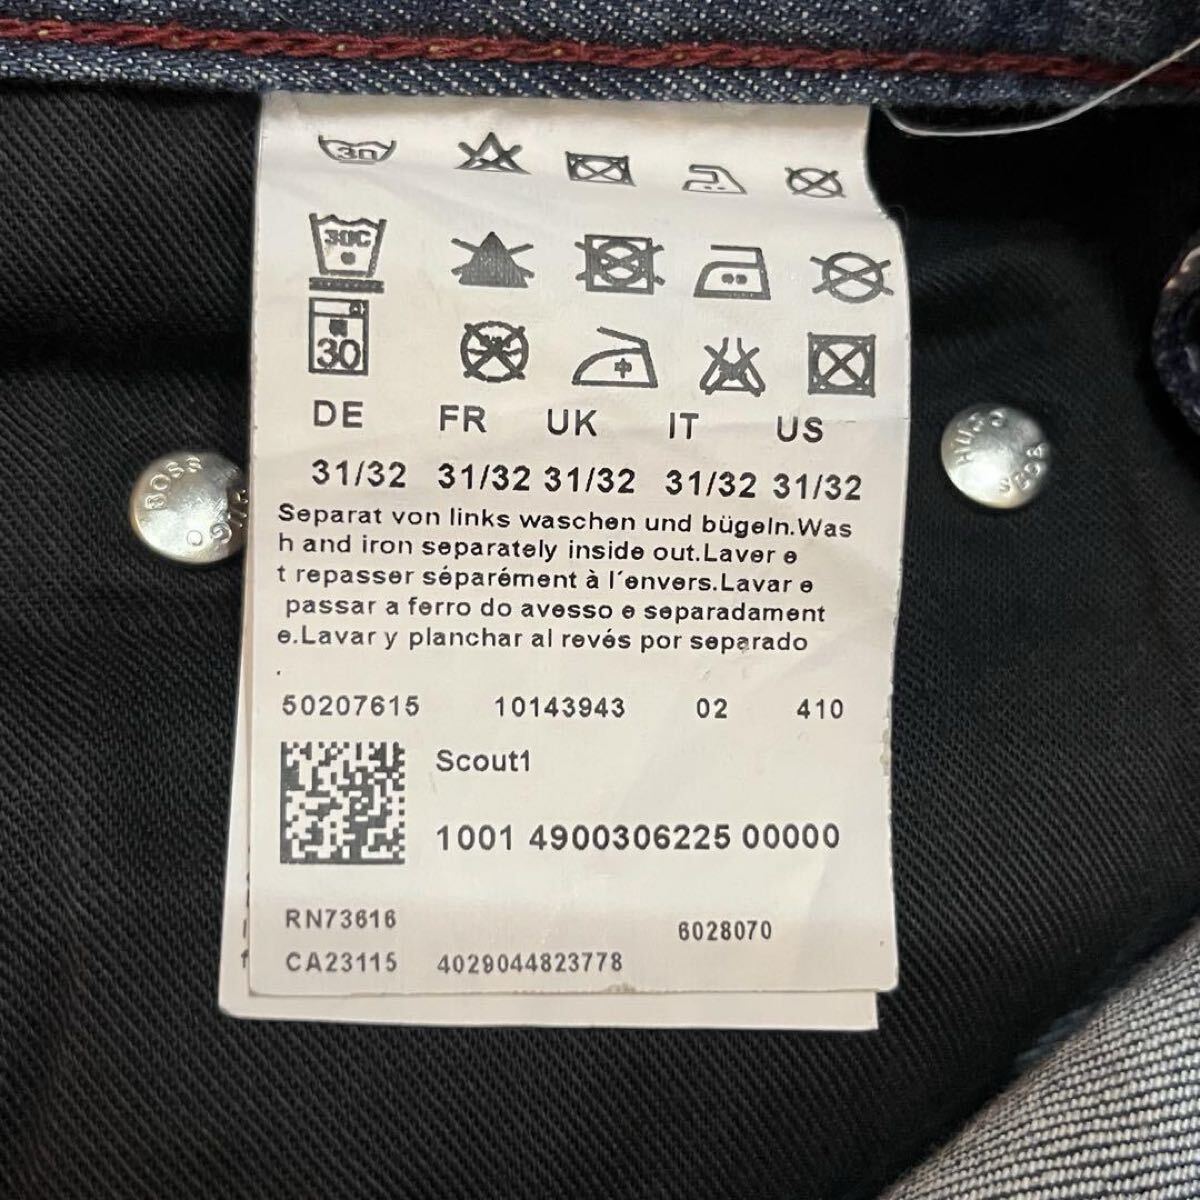 30
30C
30
DE FR UK IT US
31/32 31/32 31/32 31/32 31/32
Separat von links waschen und bügeln.Was
h and iron separately inside out.Laver e
t repasser séparément à l´envers.Lavar e
passar a ferro do avesso e separadament
e.Lavar y planchar al revés por separado
.
50207615 10143943 02 410
Scout1
1001 4900306225 00000
RN73616 6028070
CA23115 4029044823778
BOSS
HUGO
BOSS